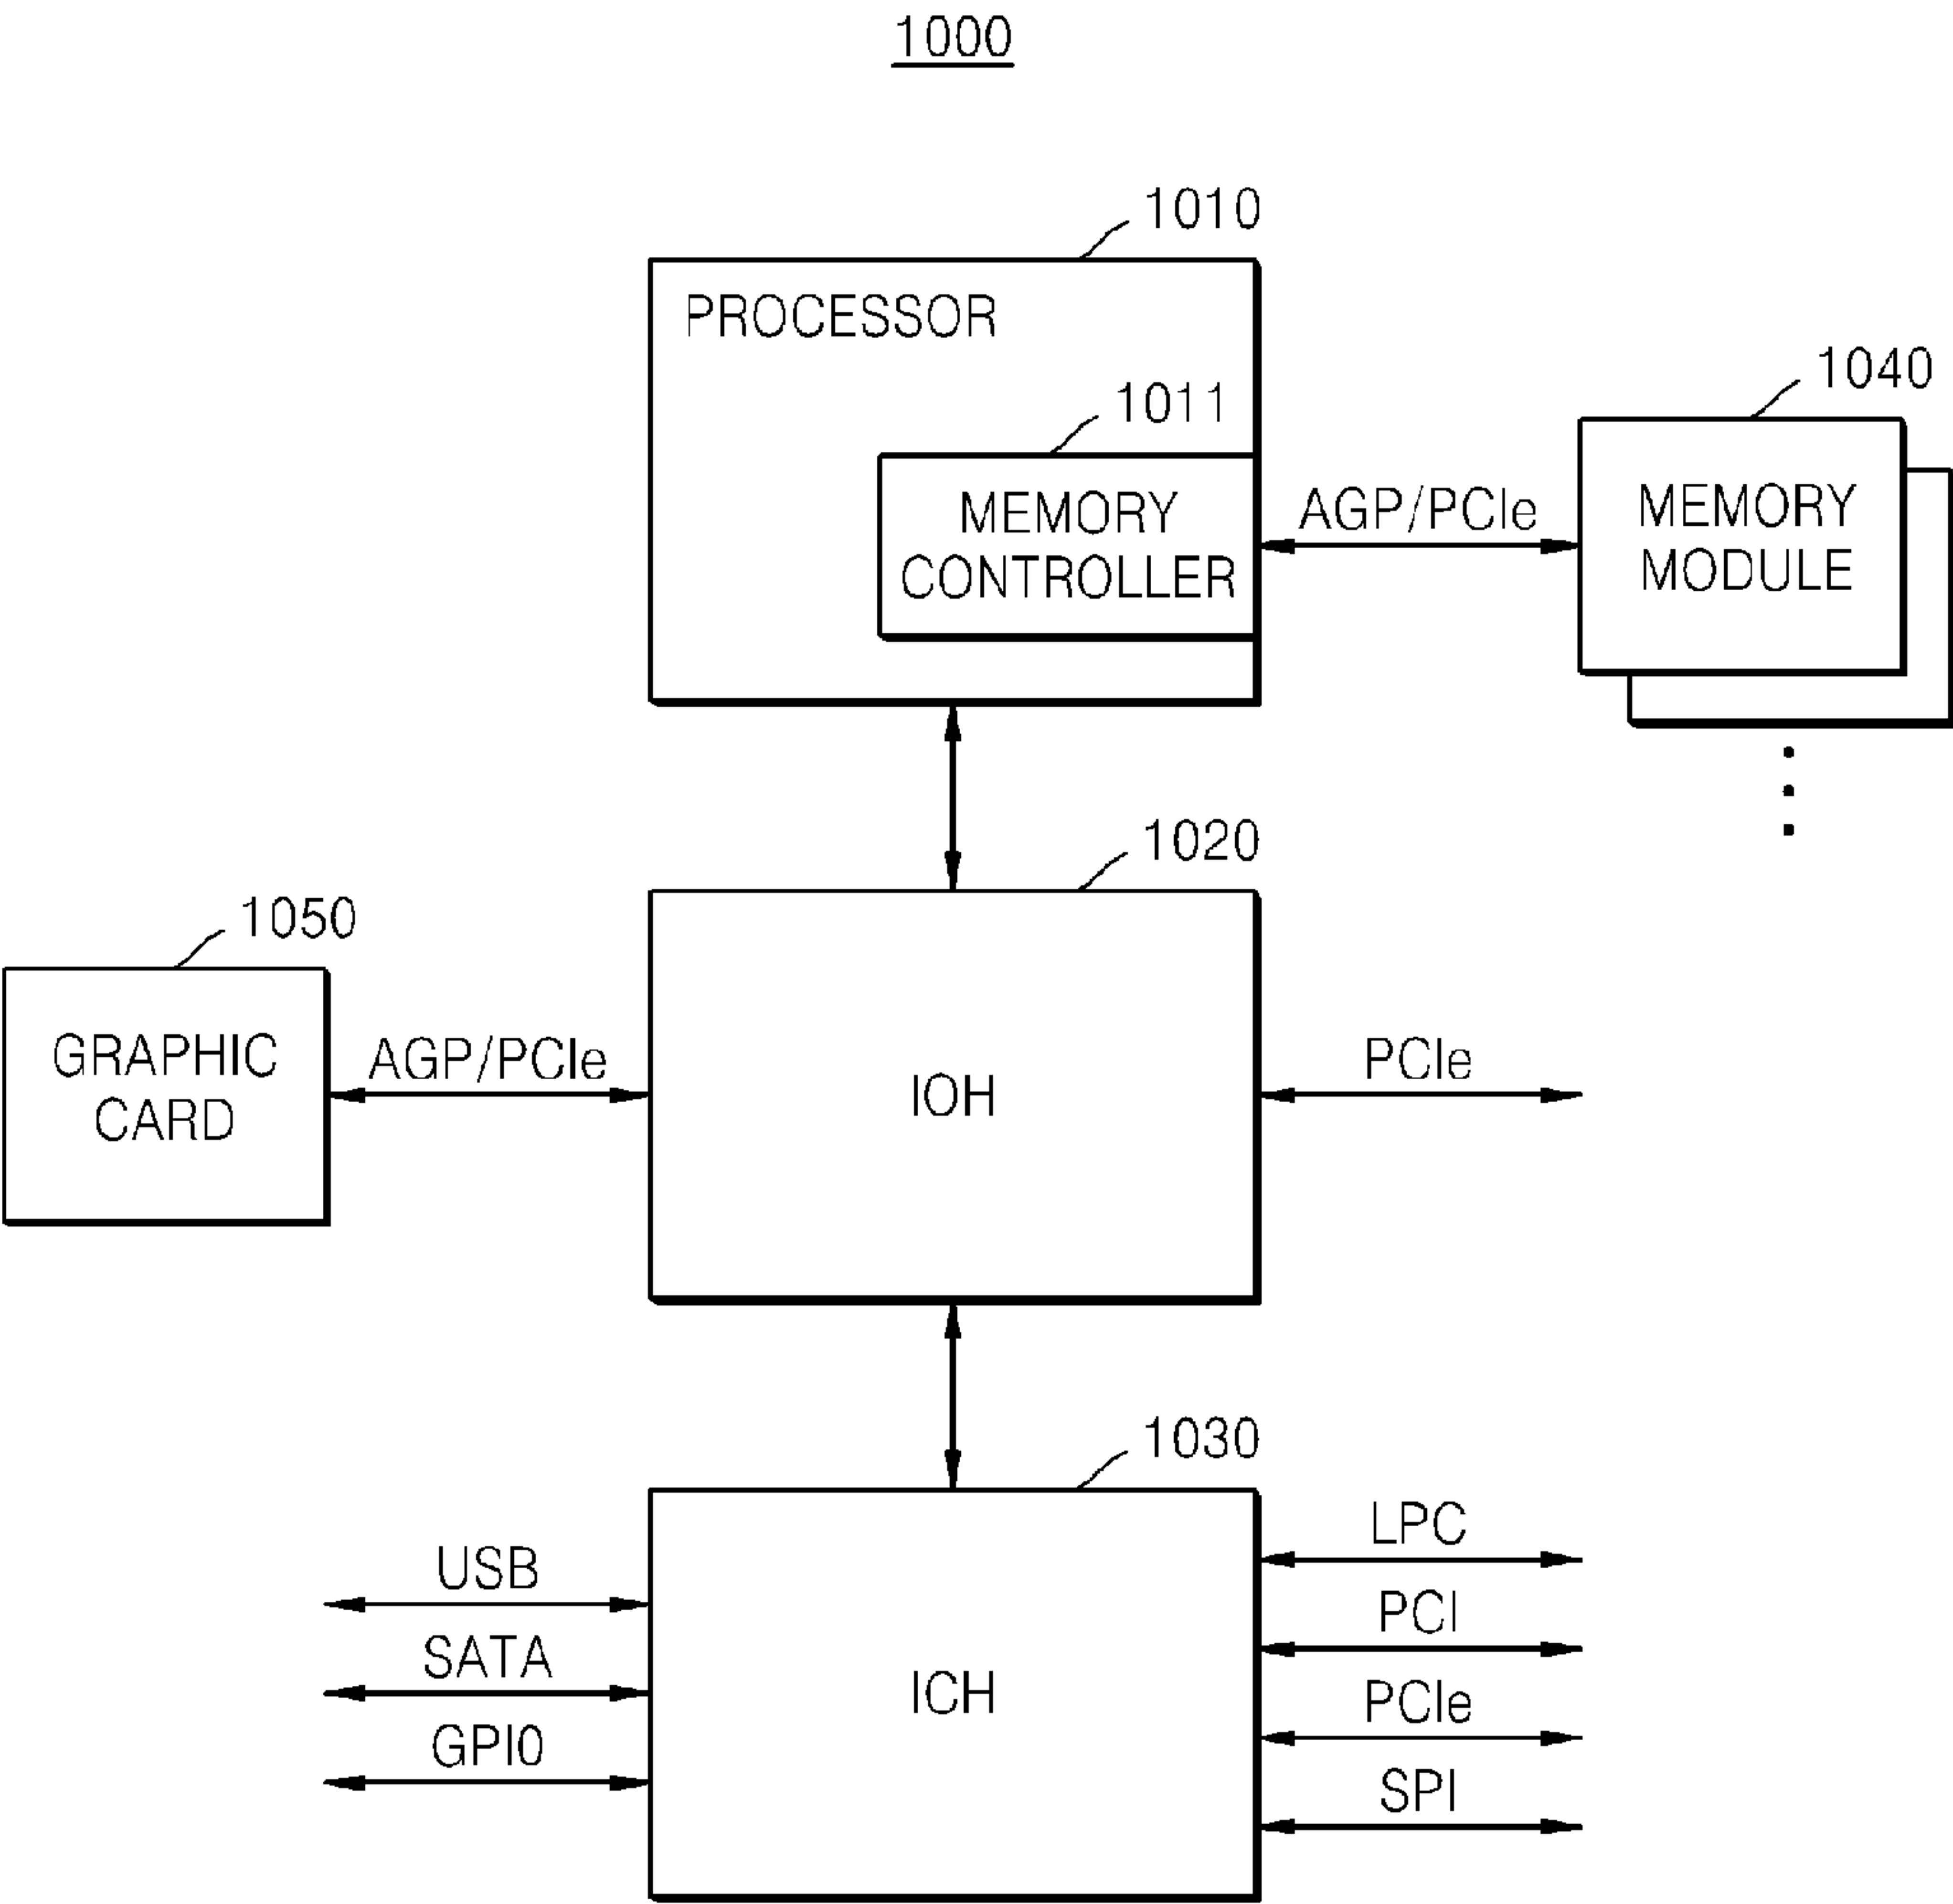 1000
1010
PROCESSOR
1011
MEMORY
CONTROLLER
AGP/PCIe
1040
MEMORY
MODULE
1020
1050
GRAPHIC
CARD
AGP/PCIe
IOH
PCIe
1030
USB
SATA
GPIO
ICH
LPC
PCI
PCIe
SPI